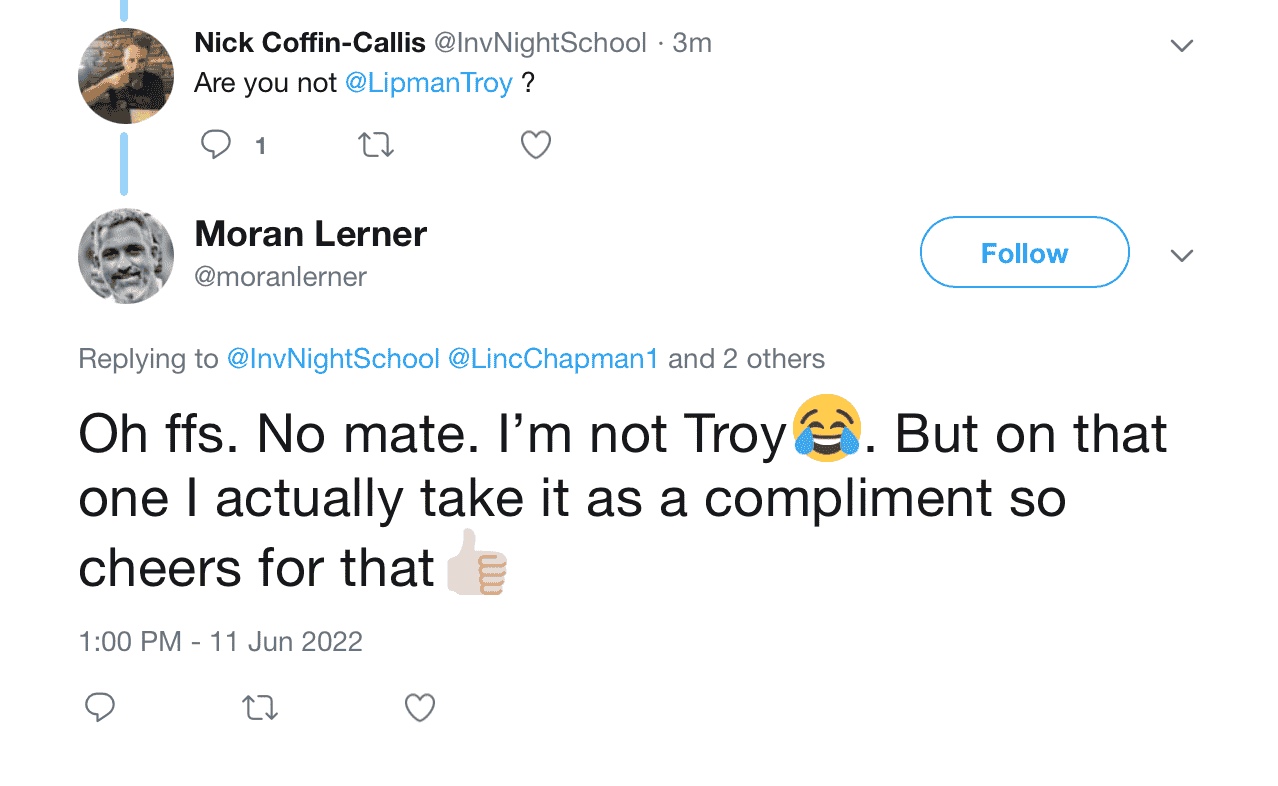 Nick Coffin-Callis @InvNightSchool · 3m
Are you not @LipmanTroy ?
1
Moran Lerner
@moranlerner
Follow
Replying to @InvNightSchool @LincChapman1 and 2 others
Oh ffs. No mate. I’m not Troy😂. But on that
one I actually take it as a compliment so
cheers for that👍🏻
1:00 PM - 11 Jun 2022